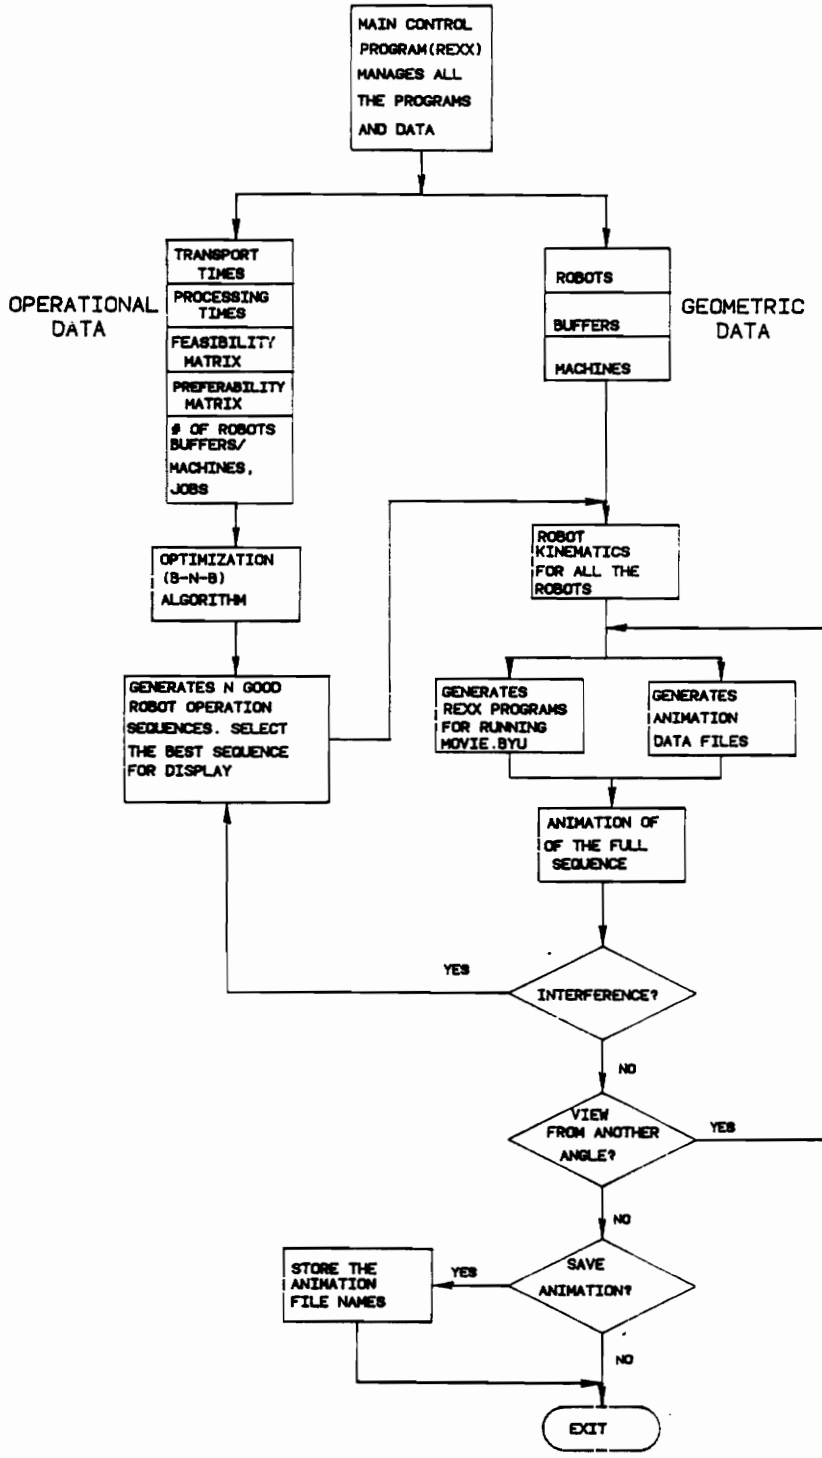 MAIN CONTROL
PROGRAM(REXX)
MANAGES ALL
THE PROGRAMS
AND DATA
OPERATIONAL
DATA
TRANSPORT
TIMES
PROCESSING
TIMES
FEASIBILITY
MATRIX
PREFERABILITY
MATRIX
# OF ROBOTS
BUFFERS/
MACHINES,
JOBS
ROBOTS
BUFFERS
MACHINES
GEOMETRIC
DATA
OPTIMIZATION
(B-N-B)
ALGORITHM
ROBOT
KINEMATICS
FOR ALL THE
ROBOTS
GENERATES N GOOD
ROBOT OPERATION
SEQUENCES. SELECT
THE BEST SEQUENCE
FOR DISPLAY
GENERATES
REXX PROGRAMS
FOR RUNNING
MOVIE.BYU
GENERATES
ANIMATION
DATA FILES
ANIMATION OF
OF THE FULL
SEQUENCE
INTERFERENCE?
YES
NO
VIEW
FROM ANOTHER
ANGLE?
YES
NO
SAVE
ANIMATION?
YES
STORE THE
ANIMATION
FILE NAMES
NO
EXIT